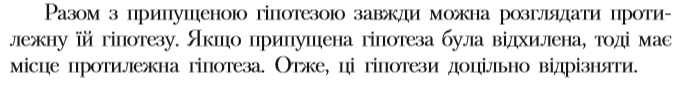 Разом з припущеною гіпотезою завжди можна розглядати проти-
лежну їй гіпотезу. Якщо припущена гіпотеза була відхилена, тоді має
місце протилежна гіпотеза. Отже, ці гіпотези доцільно відрізняти.